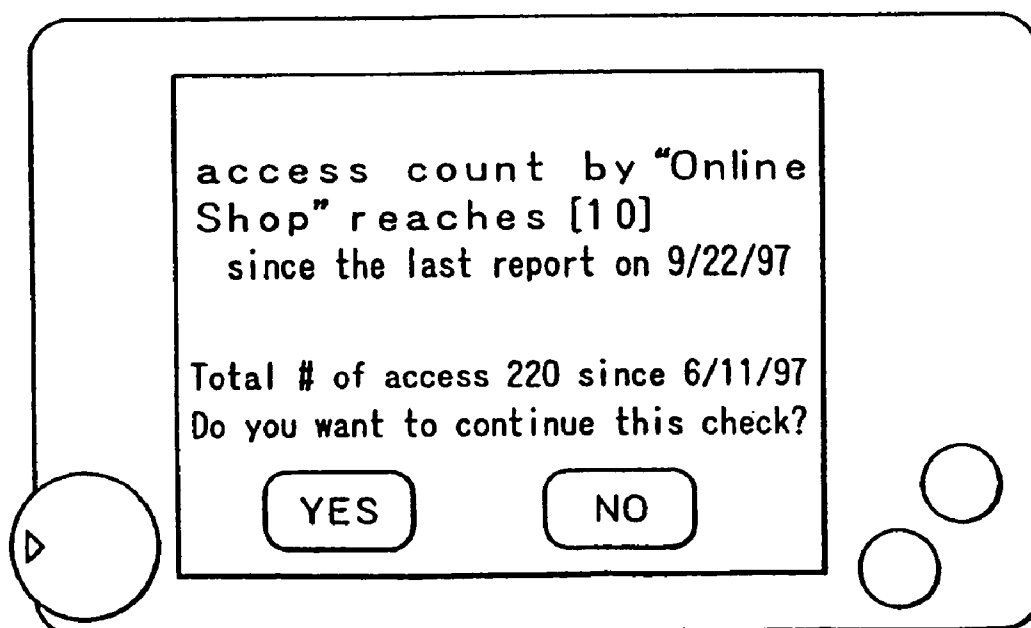 access count by “Online
Shop” reaches [10]
since the last report on 9/22/97
Total # of access 220 since 6/11/97
Do you want to continue this check?
YES NO